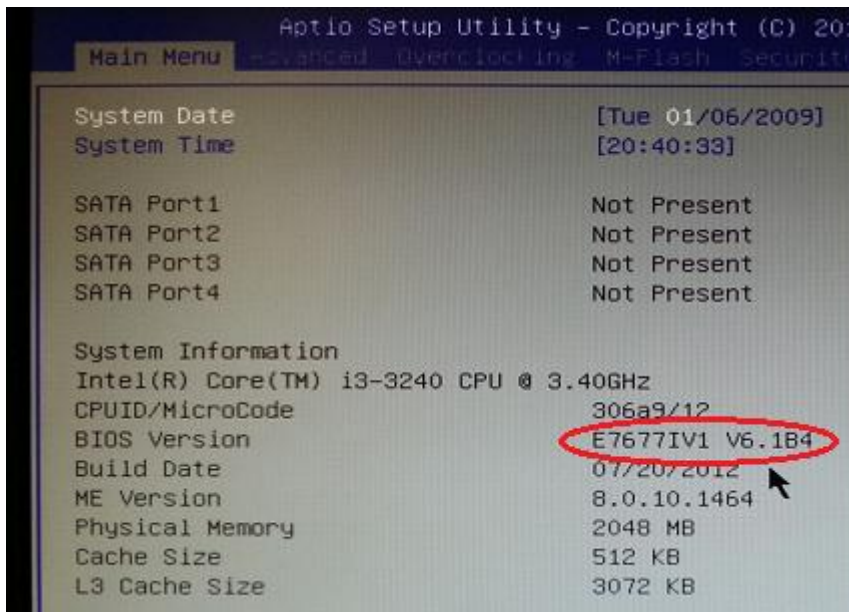 Aptio Setup Utility - Copyright (C) 20
Main Menu Advanced Overclocking M-Flash
System Date [Tue 01/06/2009]
System Time [20:40:33]
SATA Port1 Not Present
SATA Port2 Not Present
SATA Port3 Not Present
SATA Port4 Not Present
System Information
Intel(R) Core(TM) i3-3240 CPU @ 3.40GHz
CPUID/MicroCode 306a9/12
BIOS Version E7677IV1 V6.1B4
Build Date 07/20/2012
ME Version 8.0.10.1464
Physical Memory 2048 MB
Cache Size 512 KB
L3 Cache Size 3072 KB